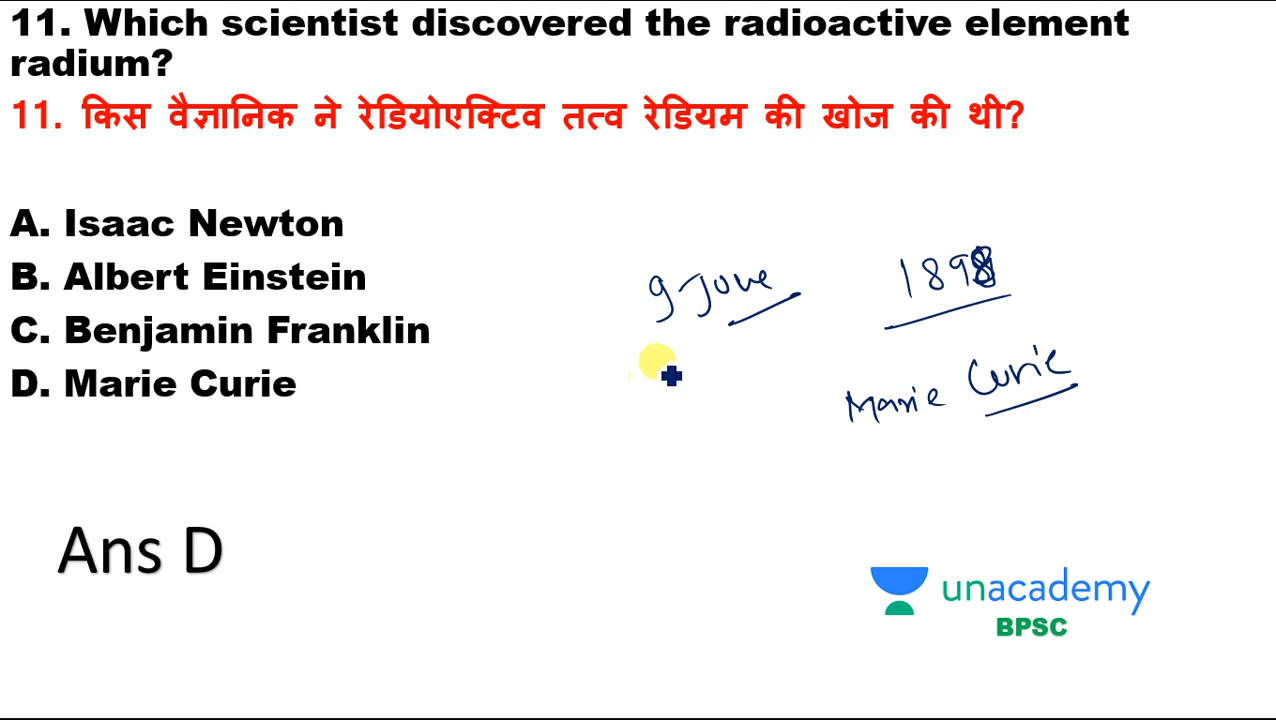 11. Which scientist discovered the radioactive element
radium?
11. किस वैज्ञानिक ने रेडियोएक्टिव तत्व रेडियम की खोज की थी?
A. Isaac Newton
B. Albert Einstein
C. Benjamin Franklin
D. Marie Curie
9 June
1898
Marie Curie
Ans D
unacademy
BPSC